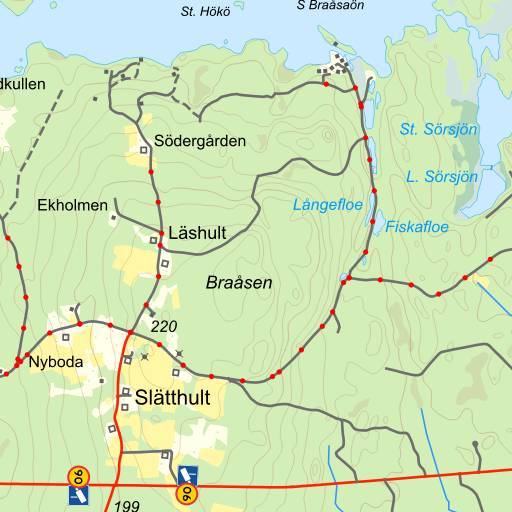 St. Hökö
S Braåsaön
dkullen
St. Sörsjön
Södergården
L. Sörsjön
Ekholmen
Långefloe
Fiskafloe
Läshult
Braåsen
220
Nyboda
Slätthult
90
90
199